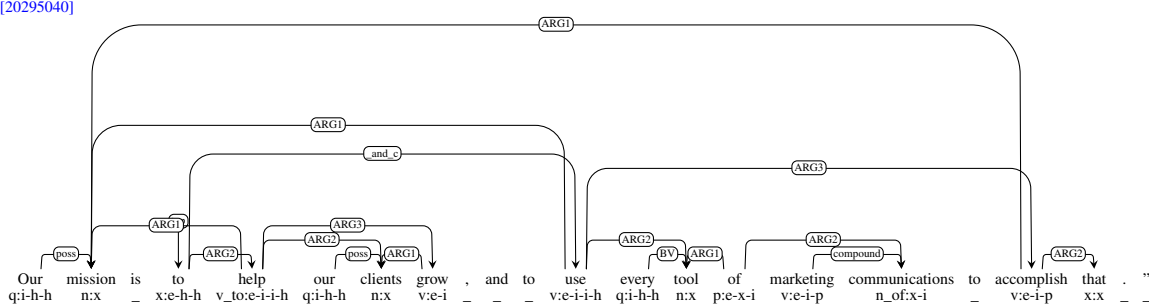 [20295040]
ARG1
ARG1
_and_c
ARG3
ARG1 ARG3
ARG2 ARG2 ARG2
poss ARG2 poss ARG1 BV ARG1 compound ARG2
Our mission is to help our clients grow , and to use every tool of marketing communications to accomplish that . ”
q:i-h-h n:x _ x:e-h-h v_to:e-i-i-h q:i-h-h n:x v:e-i _ _ _ v:e-i-i-h q:i-h-h n:x p:e-x-i v:e-i-p n_of:x-i _ v:e-i-p x:x _ _